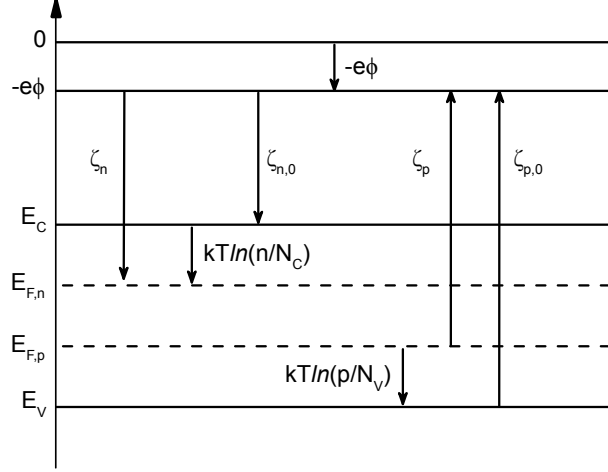 0
-eϕ
-eϕ
ζn
ζn,0
ζp
ζp,0
EC
kTln(n/NC)
EF,n
EF,p
kTln(p/NV)
EV